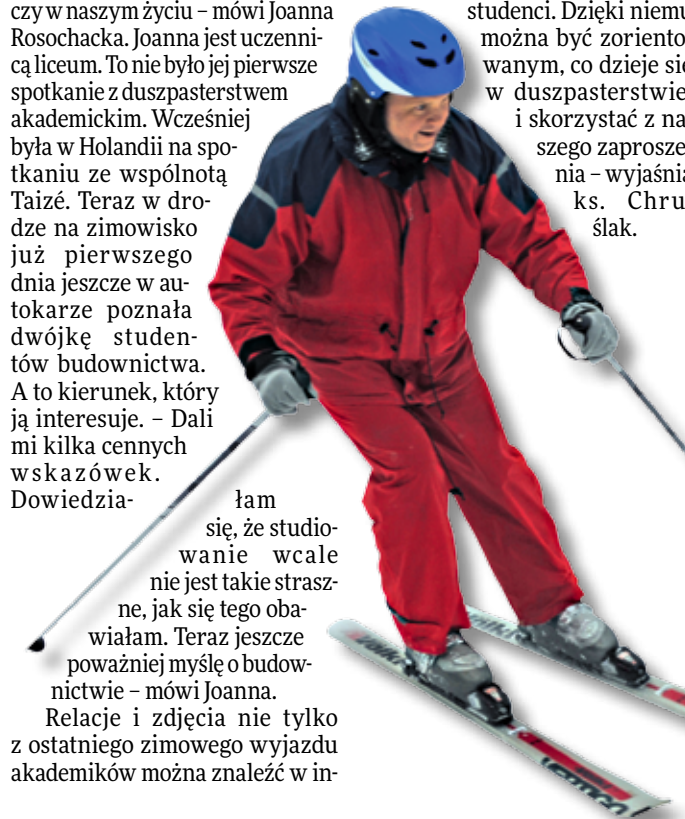 czy w naszym życiu – mówi Joanna
Rosochacka. Joanna jest uczenni-
cą liceum. To nie było jej pierwsze
spotkanie z duszpasterstwem
akademickim. Wcześniej
była w Holandii na spo-
tkaniu ze wspólnotą
Taizé. Teraz w dro-
dze na zimowisko
już pierwszego
dnia jeszcze w au-
tokarze poznała
dwójkę studen-
tów budownictwa.
A to kierunek, który
ją interesuje. – Dali
mi kilka cennych
wskazówek.
Dowiedzia- łam
się, że studio-
wanie wcale
nie jest takie strasz-
ne, jak się tego oba-
wiałam. Teraz jeszcze
poważniej myślę o budow-
nictwie – mówi Joanna.
Relacje i zdjęcia nie tylko
z ostatniego zimowego wyjazdu
akademików można znaleźć w in-
studenci. Dzięki niemu
można być zoriento
wanym, co dzieje się
w duszpasterstwie
i skorzystać z na
szego zaprosze
nia – wyjaśnia
ks. Chru
ślak.